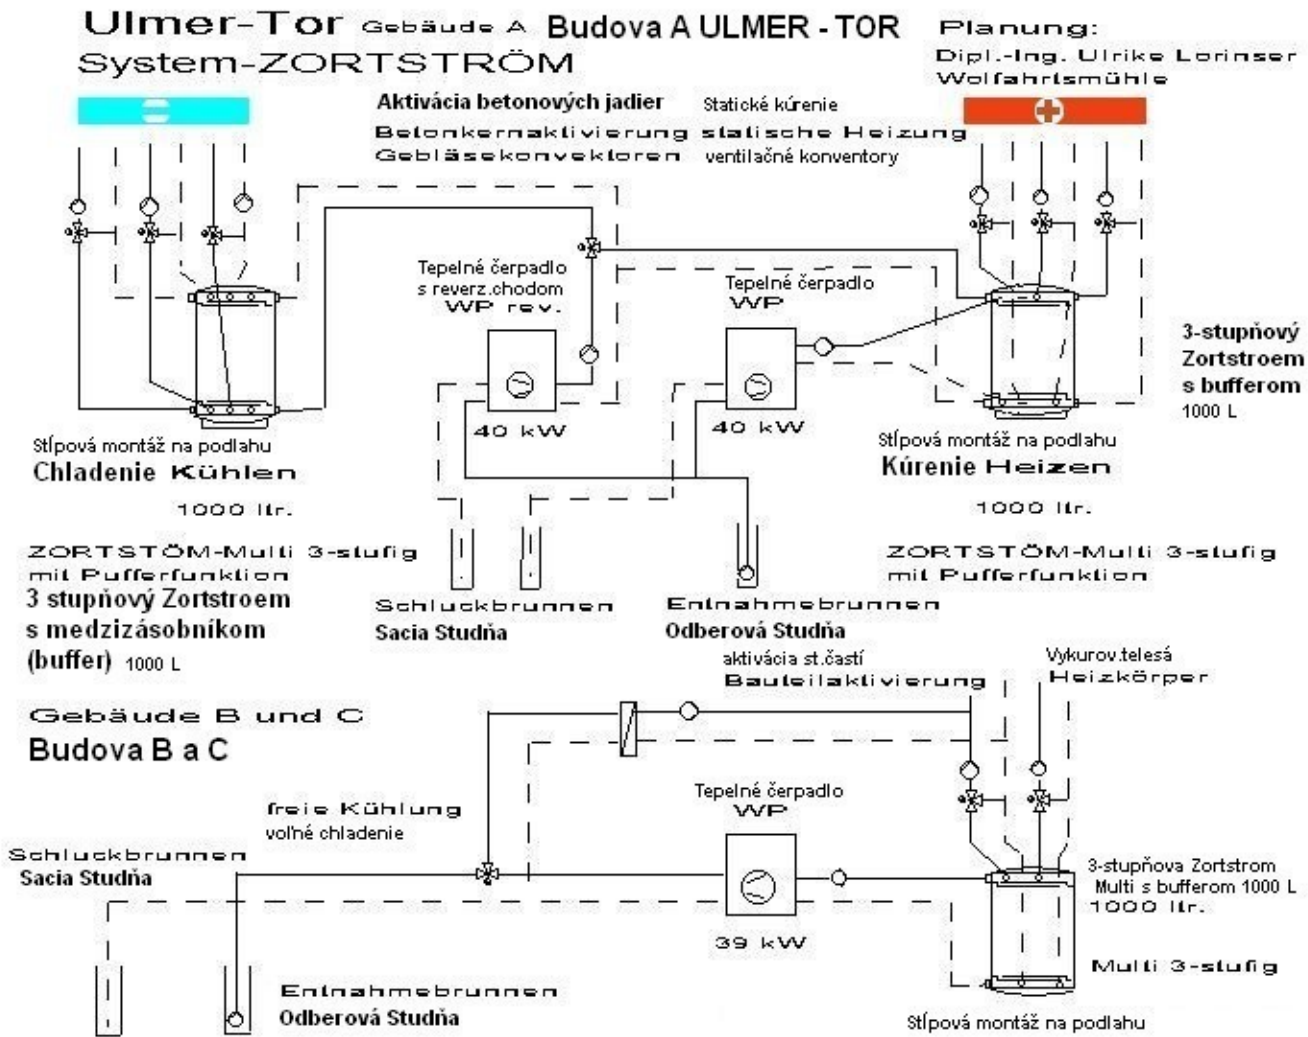 Ulmer-Tor Gebäude A Budova A ULMER - TOR
System-ZORTSTRÖM
Planung:
Dipl.-Ing. Ulrike Lorinser
Wolfahrtsmühle
Aktivácia betonových jadier Statické kúrenie
Betonkernaktivierung statische Heizung
Gebläsekonvektoren ventilačné konventory
Tepelné čerpadlo
s reverz.chodom
WP rev.
40 kW
Tepelné čerpadlo
WP
40 kW
3-stupňový
Zortstroem
s bufferom
1000 L
Stĺpová montáž na podlahu
Chladenie Kühlen
1000 ltr.
Stĺpová montáž na podlahu
Kúrenie Heizen
1000 ltr.
ZORTSTÖM-Multi 3-stufig
mit Pufferfunktion
3 stupňový Zortstroem
s medzizásobníkom
(buffer) 1000 L
Schluckbrunnen
Sacia Studňa
Entnahmebrunnen
Odberová Studňa
ZORTSTÖM-Multi 3-stufig
mit Pufferfunktion
aktivácia st.častí
Bauteilaktivierung
Vykurov.telesá
Heizkörper
Gebäude B und C
Budova B a C
freie Kühlung
voľné chladenie
Tepelné čerpadlo
WP
39 kW
Schluckbrunnen
Sacia Studňa
3-stupňova Zortstrom
Multi s bufferom 1000 L
1000 ltr.
Multi 3-stufig
Entnahmebrunnen
Odberová Studňa
Stĺpová montáž na podlahu